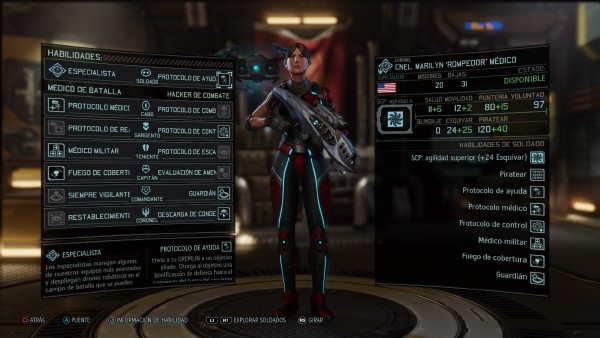 HABILIDADES:
ESPECIALISTA SOLDADO PROTOCOLO DE AYUD.
MÉDICO DE BATALLA HACKER DE COMBATE
PROTOCOLO MÉDIC CABO PROTOCOLO DE COMB
PROTOCOLO DE RE SARGENTO PROTOCOLO DE CONT
MÉDICO MILITAR TENIENTE PROTOCOLO DE ESCA
FUEGO DE COBERT CAPITÁN EVALUACIÓN DE AMEN
SIEMPRE VIGILANTE COMANDANTE GUARDIÁN
RESTABLECIMIENT CORONEL DESCARGA DE CONDE
ESPECIALISTA
Los especialistas manejan algunos
de nuestros equipos más avanzados
y despliegan drones robóticos en el
campo de batalla que se pueden
PROTOCOLO DE AYUDA
Envía a tu GREMLIN a un objetivo
aliado. Otorga al objetivo una
bonificación de defensa hasta el
CORONEL
CNEL. MARILYN 'ROMPEDOR' MÉDICO
ESPECIALISTA MISIONES BAJAS ESTADO:
20 31 DISPONIBLE
SCP: agilidad s
SALUD MOVILIDAD PUNTERÍA VOLUNTAD
11+6 12+2 80+15 97
BLINDAJE ESQUIVAR PIRATEAR
0 24+25 120+40
HABILIDADES DE SOLDADO
SCP: agilidad superior (+24 Esquivar)
Piratear
Protocolo de ayuda
Protocolo médico
Protocolo de control
Médico militar
Fuego de cobertura
Guardián
ATRÁS PUENTE INFORMACIÓN DE HABILIDAD L1 R1 EXPLORAR SOLDADOS RS GIRAR